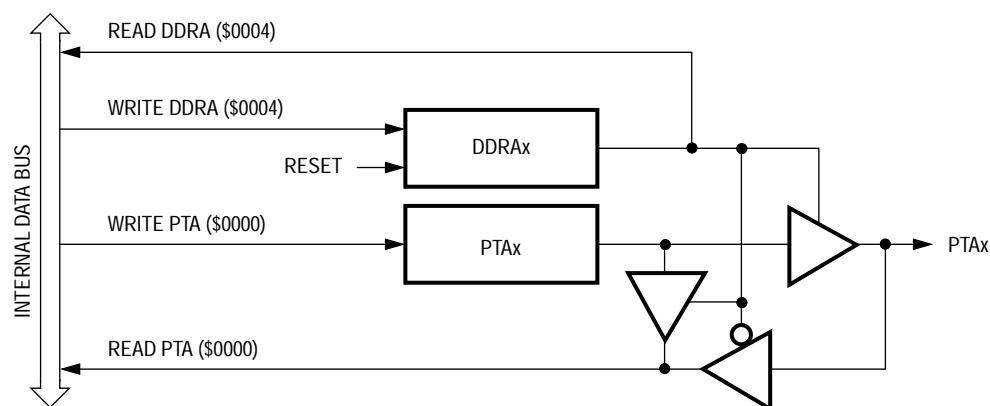 READ DDRA ($0004)
WRITE DDRA ($0004)
DDRAx
RESET
INTERNAL DATA BUS
WRITE PTA ($0000)
PTAx
PTAx
READ PTA ($0000)